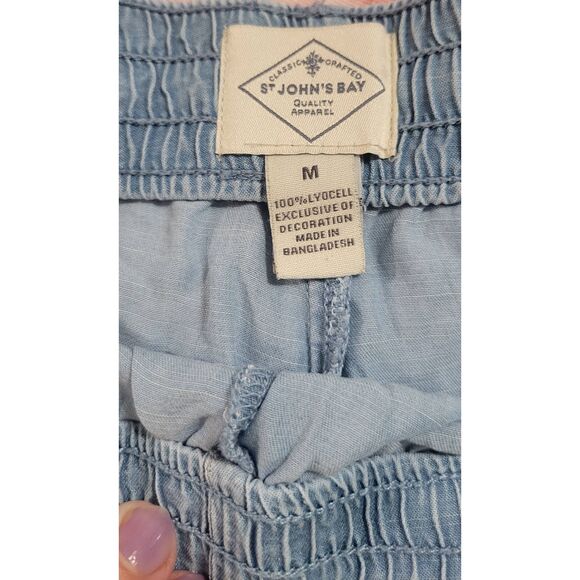 CLASSIC CRAFTED
ST JOHN'S BAY
QUALITY
APPAREL
M
100% LYOCELL
EXCLUSIVE OF
DECORATION
MADE IN
BANGLADESH